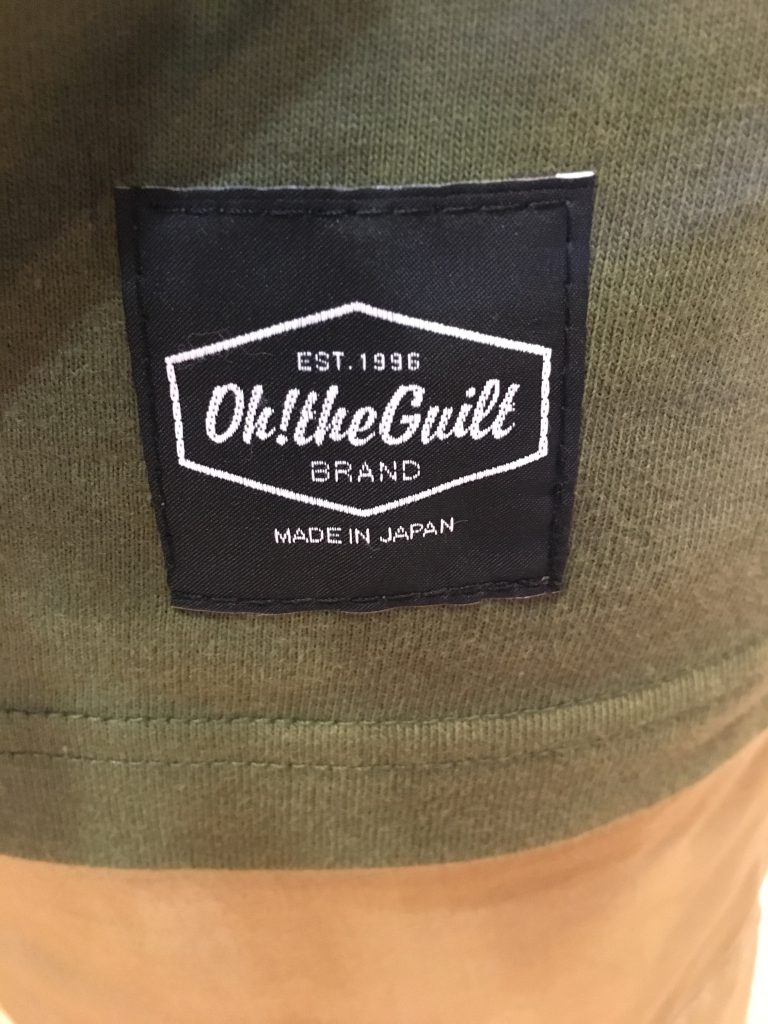 EST.1996
Oh!theGuilt
BRAND
MADE IN JAPAN